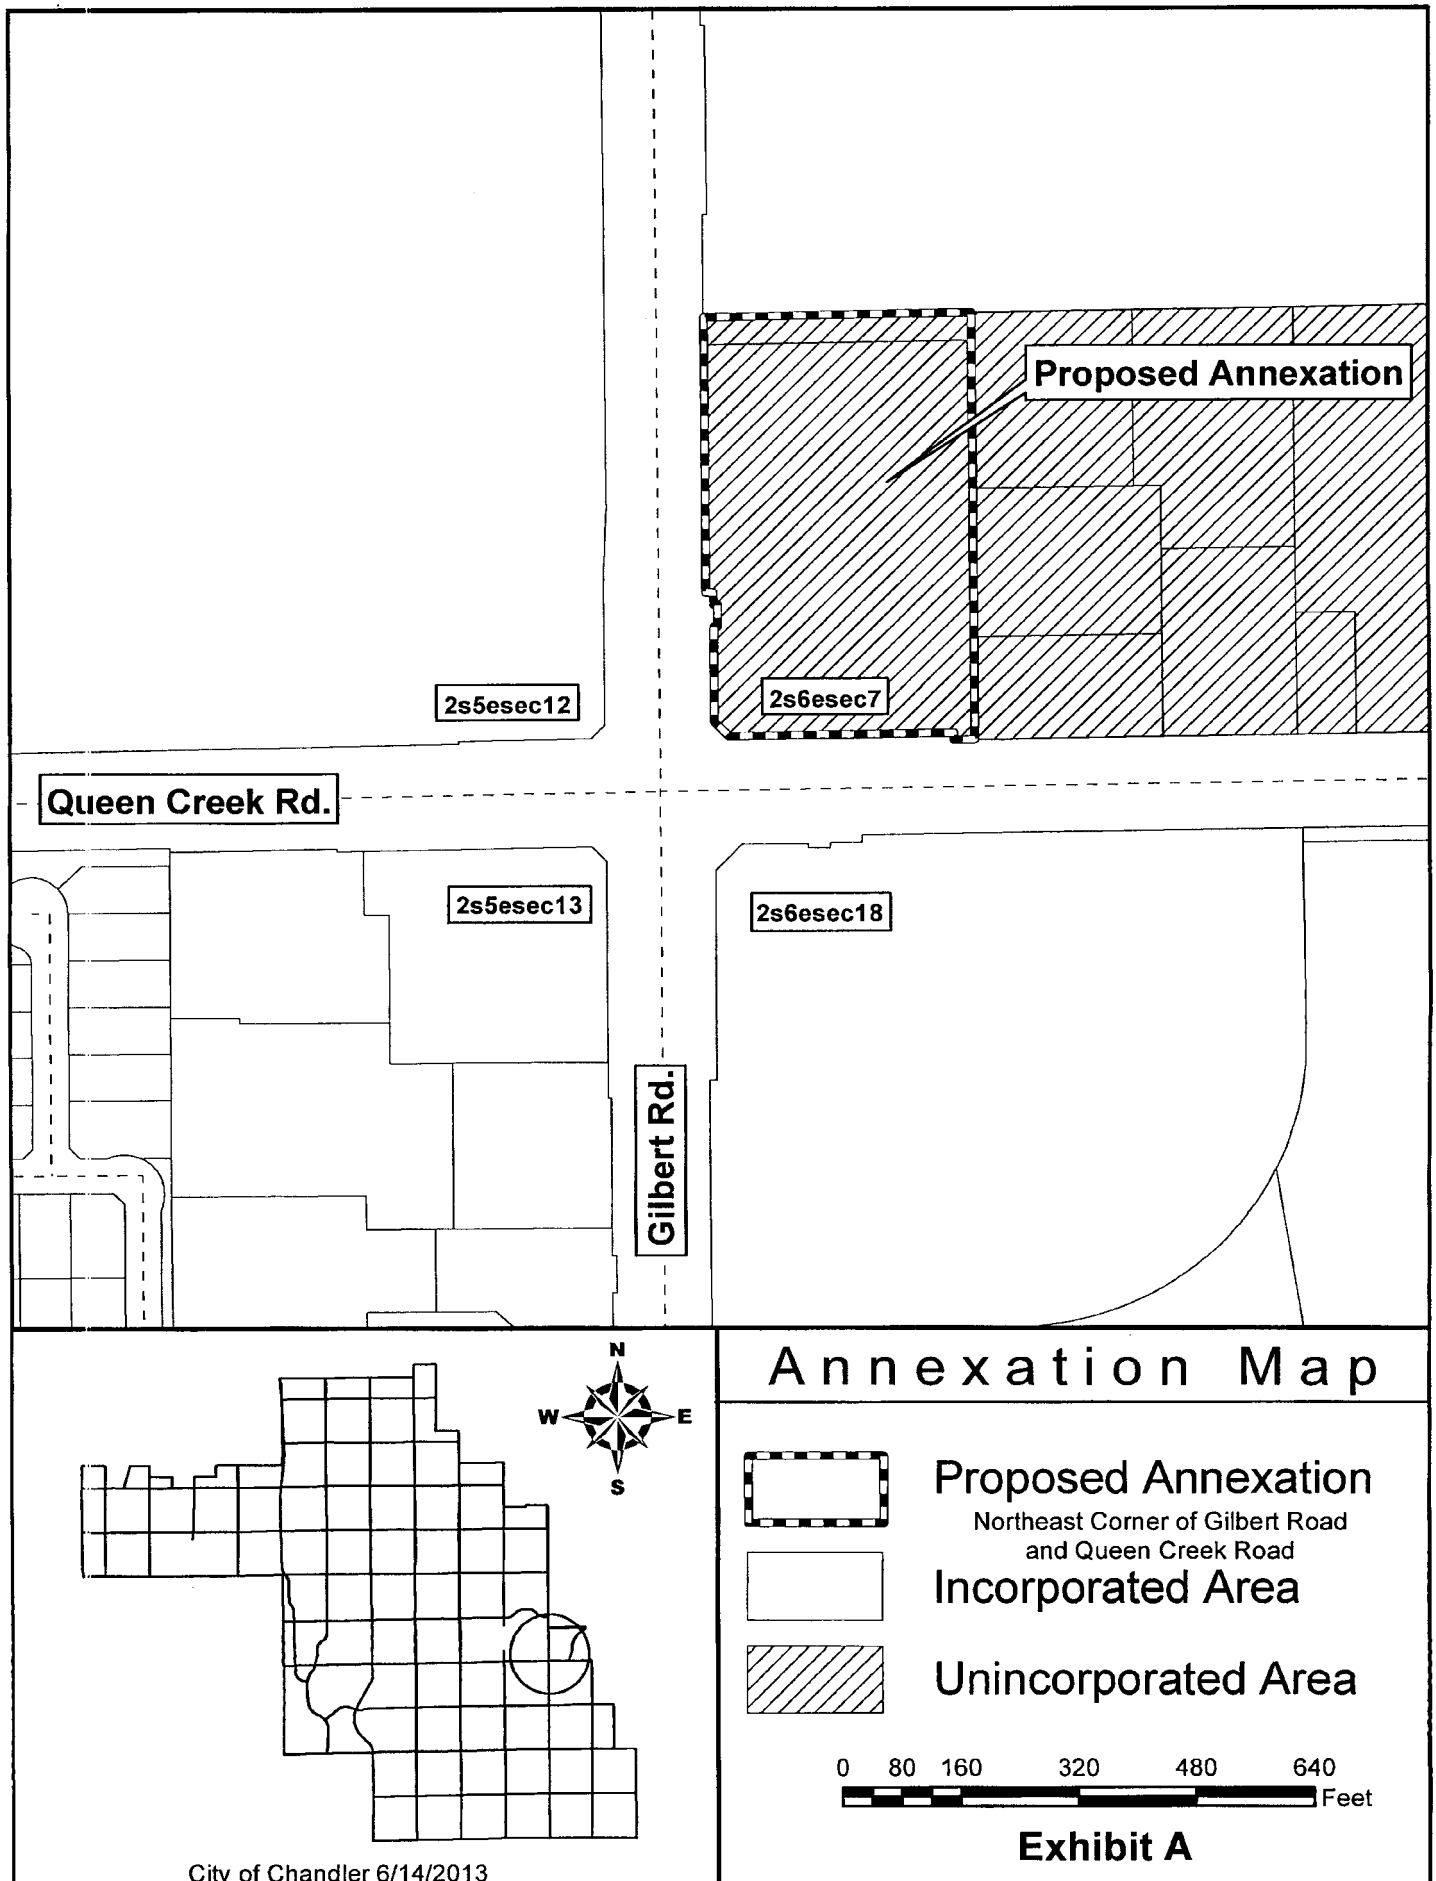 Proposed Annexation
2s5esec12
2s6esec7
Queen Creek Rd.
2s5esec13
2s6esec18
Gilbert Rd.
N
W
E
S
City of Chandler 6/14/2013
Annexation Map
Proposed Annexation
Northeast Corner of Gilbert Road
and Queen Creek Road
Incorporated Area
Unincorporated Area
0 80 160 320 480 640
Feet
Exhibit A